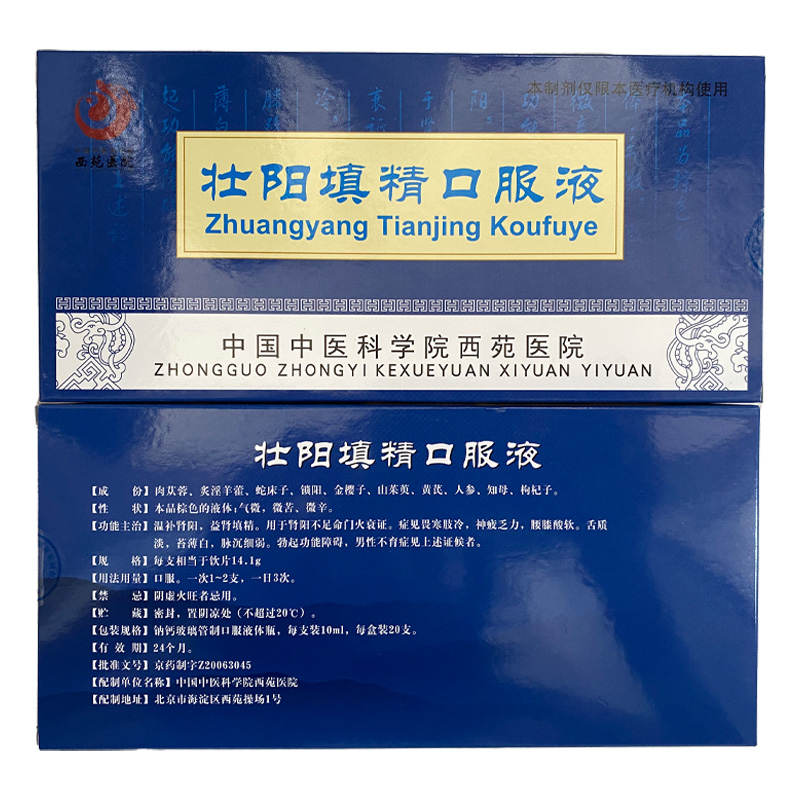 本制剂仅限本医疗机构使用
西苑医院
壮阳填精口服液
Zhuangyang Tianjing Koufuye
中国中医科学院西苑医院
ZHONGGUO ZHONGYI KEXUEYUAN XIYUAN YIYUAN
壮阳填精口服液
【成 份】肉苁蓉、炙淫羊藿、蛇床子、锁阳、金樱子、山茱萸、黄芪、人参、知母、枸杞子。
【性 状】本品棕色的液体;气微,微苦、微辛。
【功能主治】温补肾阳,益肾填精。用于肾阳不足命门火衰证。症见畏寒肢冷,神疲乏力,腰膝酸软。舌质
淡,苔薄白,脉沉细弱。勃起功能障碍,男性不育症见上述证候者。
【规 格】每支相当于饮片14.1g
【用法用量】口服。一次1~2支,一日3次。
【禁 忌】阴虚火旺者忌用。
【贮 藏】密封,置阴凉处(不超过20℃)。
【包装规格】钠钙玻璃管制口服液体瓶,每支装10ml,每盒装20支。
【有 效 期】24个月。
【批准文号】京药制字Z20063045
【配制单位名称】中国中医科学院西苑医院
【配制地址】北京市海淀区西苑操场1号